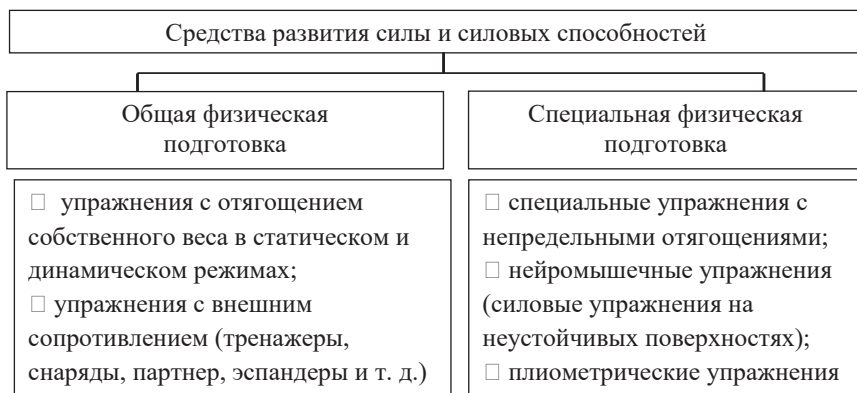 Средства развития силы и силовых способностей
Общая физическая
подготовка
Специальная физическая
подготовка
□ упражнения с отягощением
собственного веса в статическом и
динамическом режимах;
□ упражнения с внешним
сопротивлением (тренажеры,
снаряды, партнер, эспандеры и т. д.)
□ специальные упражнения с
непредельными отягощениями;
□ нейромышечные упражнения
(силовые упражнения на
неустойчивых поверхностях);
□ плиометрические упражнения